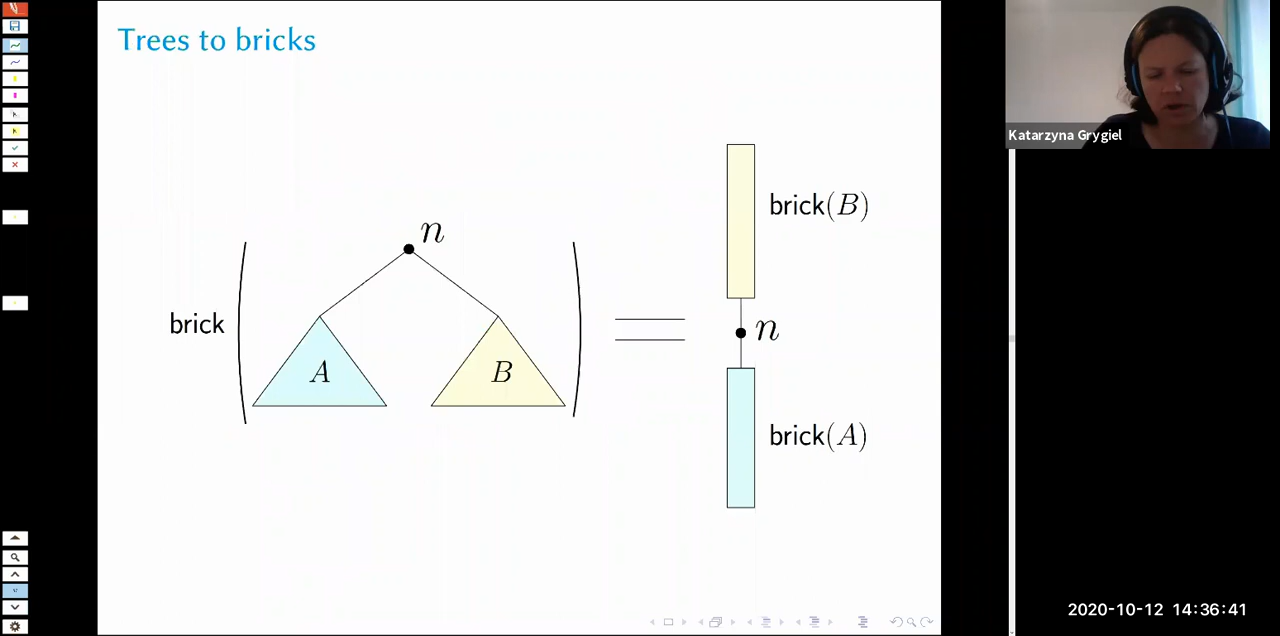 Trees to bricks
Katarzyna Grygiel
brick(B)
n
brick
A
B
n
brick(A)
2020-10-12 14:36:41